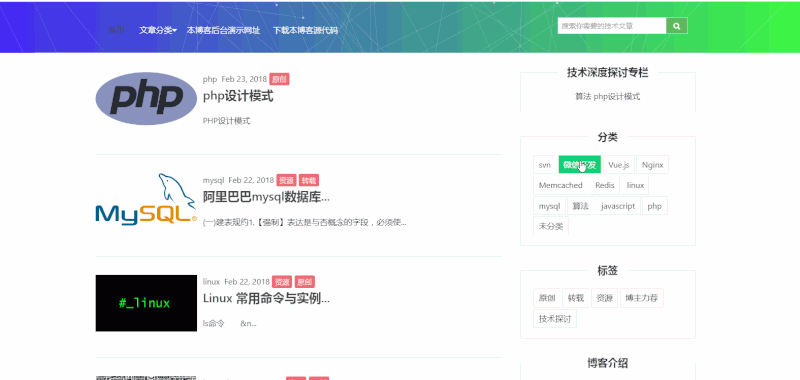 首页 文章分类 本博客后台演示网址 下载本博客源代码
搜索你需要的技术文章
php
php Feb 23, 2018 原创
php设计模式
PHP设计模式
MySQL
mysql Feb 22, 2018 资源 转载
阿里巴巴mysql数据库...
(一)建表规约1.【强制】表达是与否概念的字段，必须使...
#_linux
linux Feb 22, 2018 资源 原创
Linux 常用命令与实例...
ls命令 &n...
技术深度探讨专栏
算法 php设计模式
分类
svn 微信开发 Vue.js Nginx
Memcached Redis linux
mysql 算法 javascript php
未分类
标签
原创 转载 资源 博主力荐
技术探讨
博客介绍